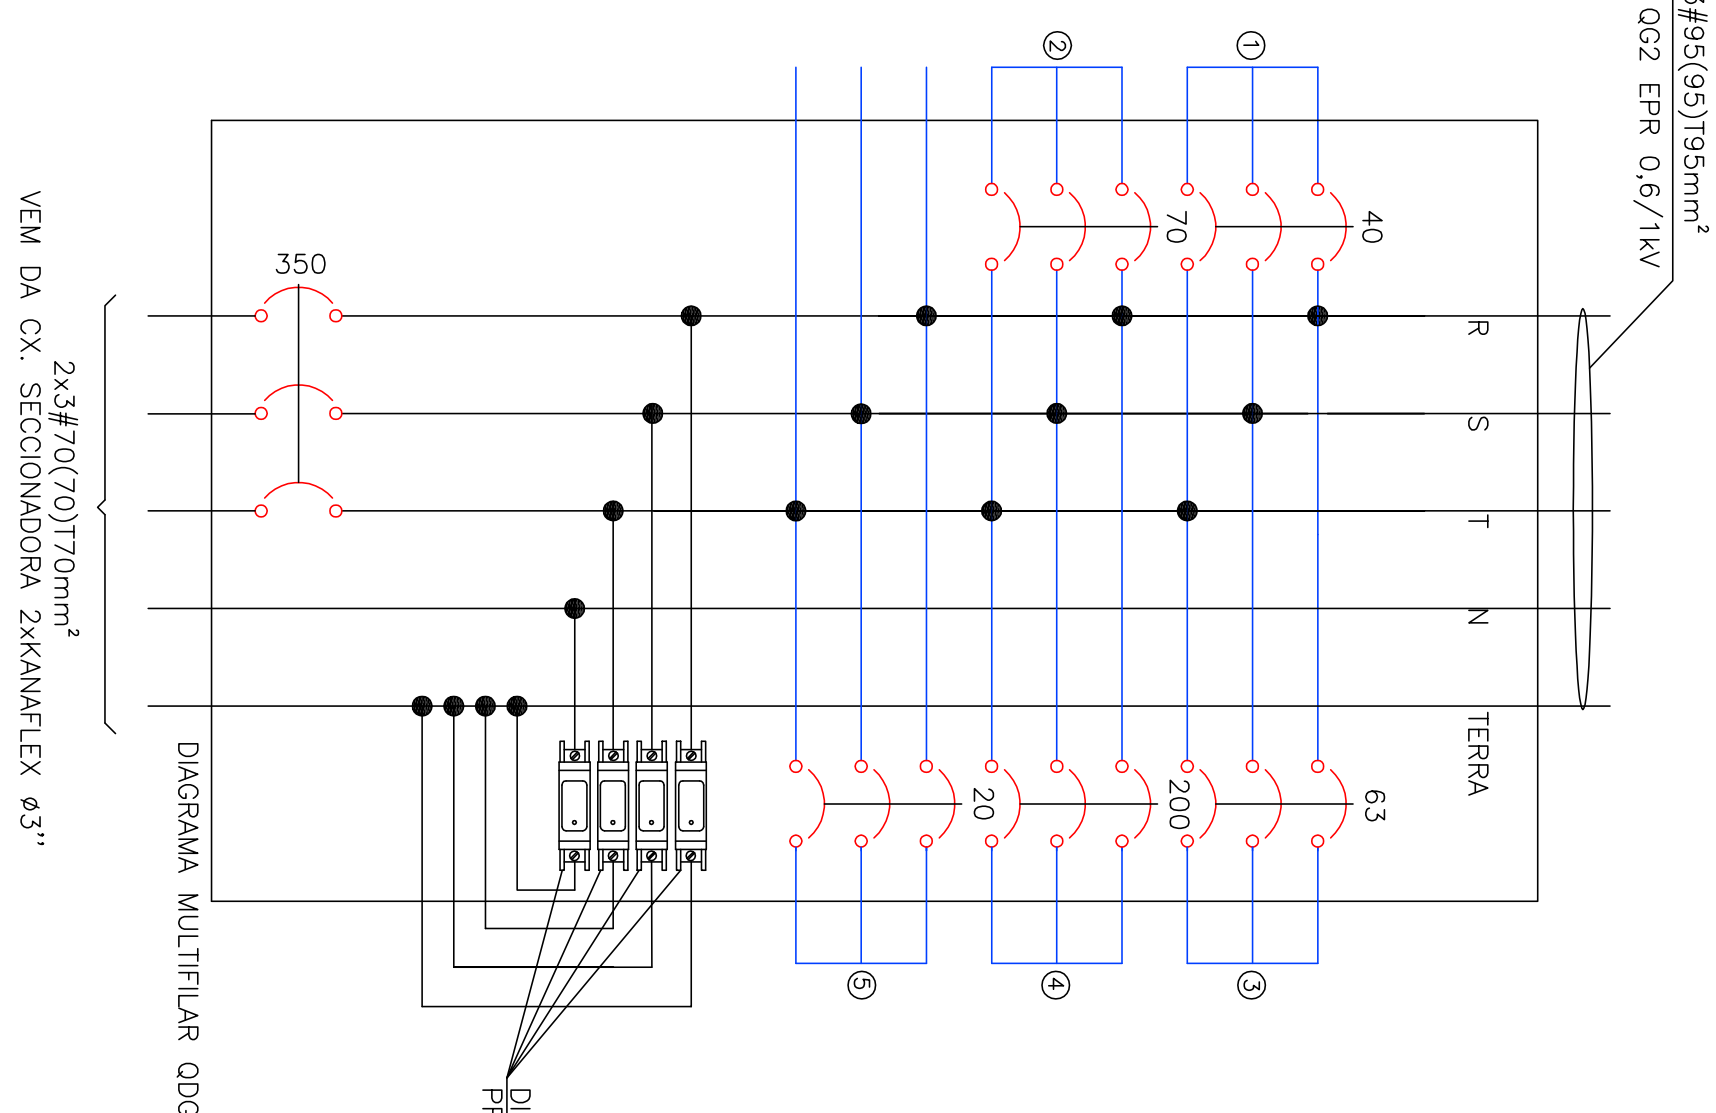 3#95(95)T95mm²
QG2 EPR 0,6/1kV
1
2
40
70
350
R
S
T
N
TERRA
63
200
20
3
4
5
2x3#70(70)T70mm²
VEM DA CX. SECCIONADORA 2xKANAFLEX ø3''
DIAGRAMA MULTIFILAR QDG